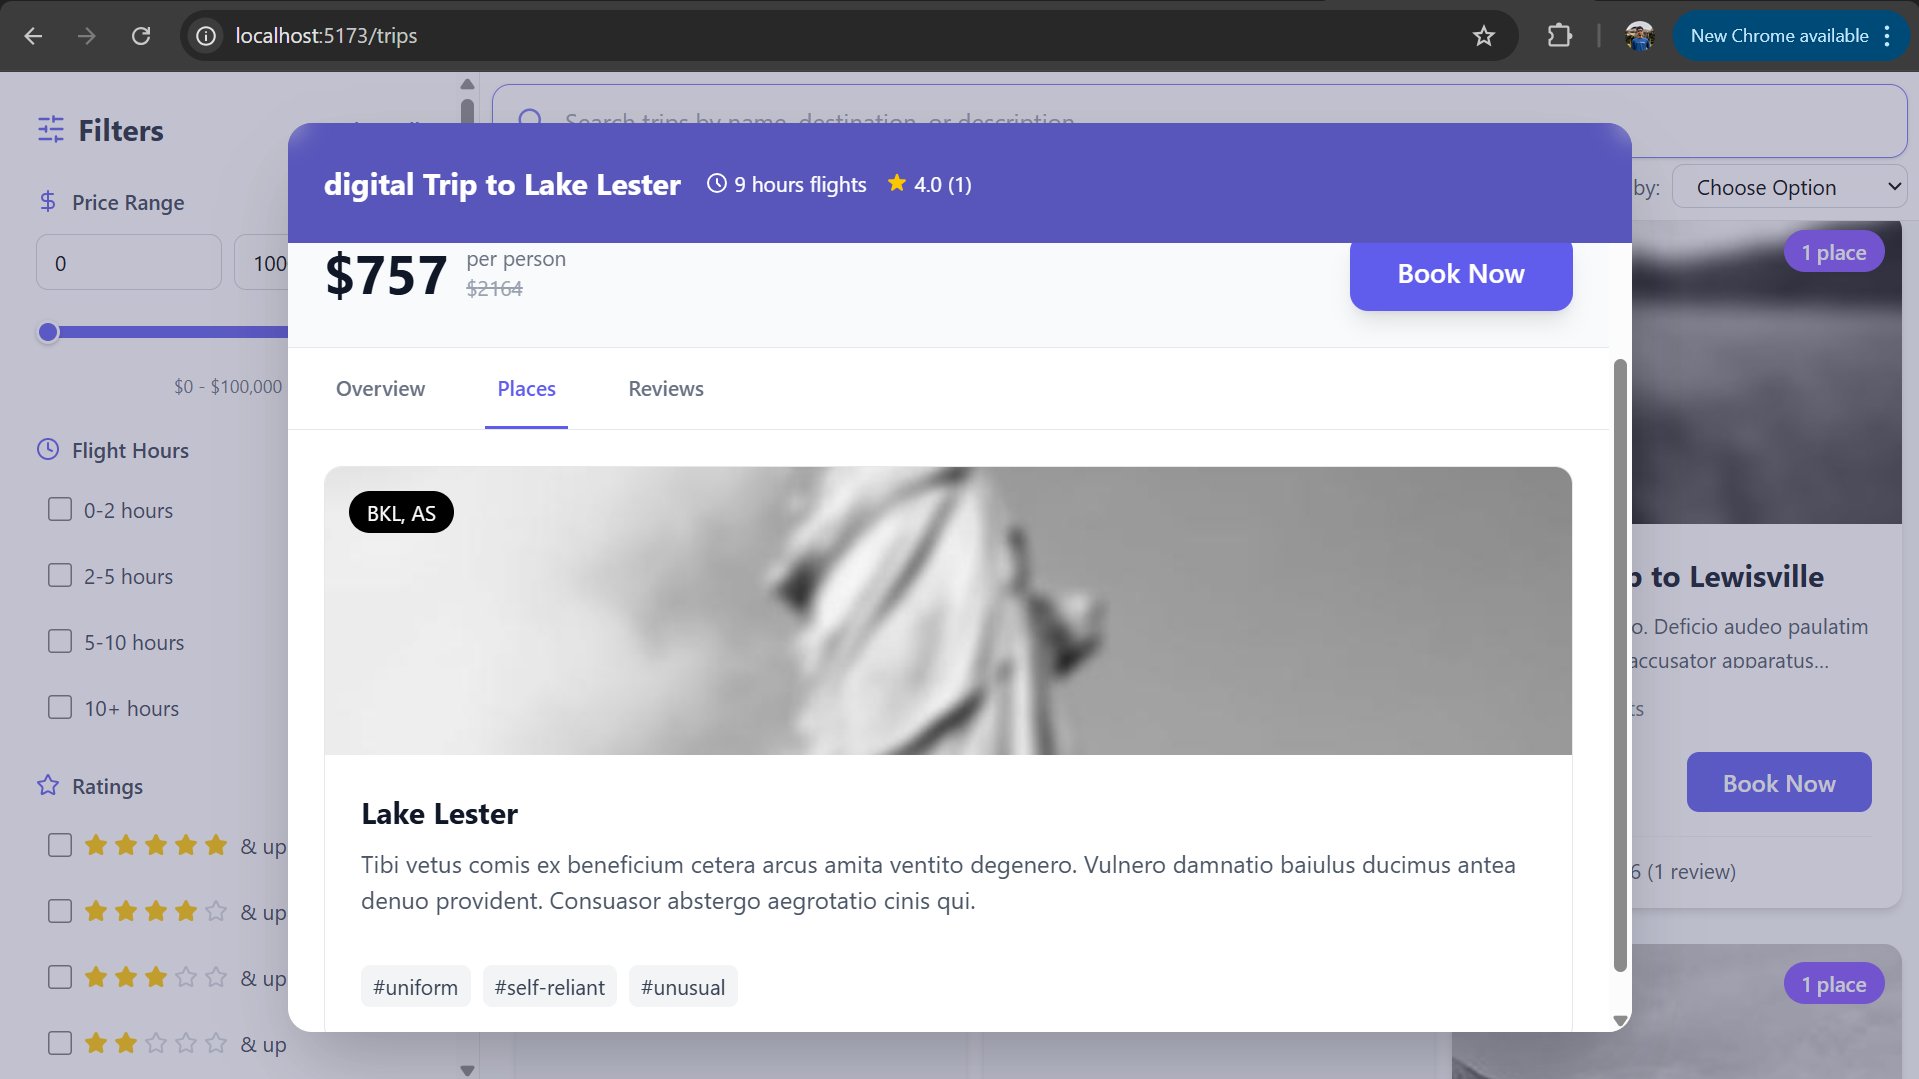 localhost:5173/trips
New Chrome available
Filters
Price Range
0
100
$0 - $100,000
Flight Hours
0-2 hours
2-5 hours
5-10 hours
10+ hours
Ratings
& up
& up
& up
& up
Search trips by name, destination, or description
by:
Choose Option
digital Trip to Lake Lester
9 hours flights
4.0 (1)
$757
per person
$2164
Book Now
Overview
Places
Reviews
BKL, AS
Lake Lester
Tibi vetus comis ex beneficium cetera arcus amita ventito degenero. Vulnero damnatio baiulus ducimus antea
denuo provident. Consuasor abstergo aegrotatio cinis qui.
#uniform
#self-reliant
#unusual
1 place
to Lewisville
o. Deficio audeo paulatim
accusator apparatus...
Book Now
6 (1 review)
1 place